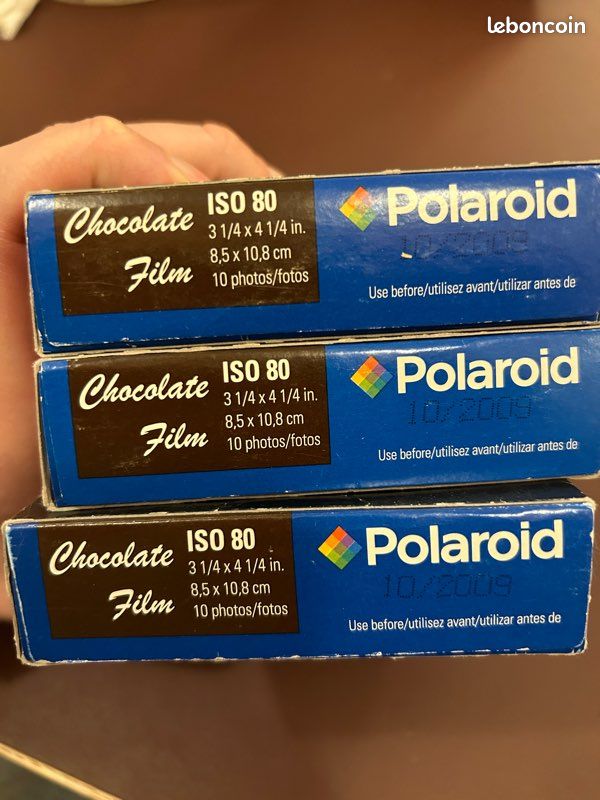 leboncoin
Chocolate Film
ISO 80
3 1/4 x 4 1/4 in.
8,5 x 10,8 cm
10 photos/fotos
Polaroid
10/2009
Use before/utilisez avant/utilizar antes de
Chocolate Film
ISO 80
3 1/4 x 4 1/4 in.
8,5 x 10,8 cm
10 photos/fotos
Polaroid
10/2009
Use before/utilisez avant/utilizar antes de
Chocolate Film
ISO 80
3 1/4 x 4 1/4 in.
8,5 x 10,8 cm
10 photos/fotos
Polaroid
10/2009
Use before/utilisez avant/utilizar antes de